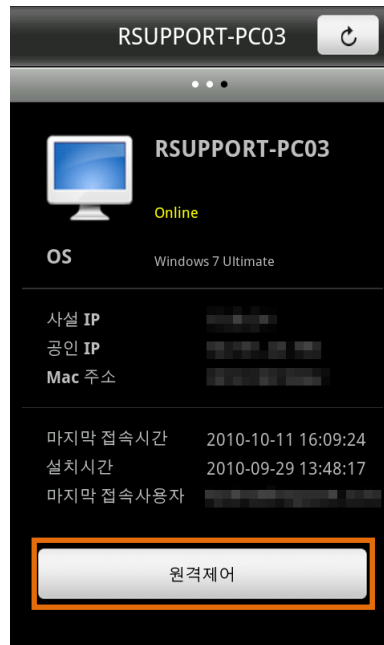 RSUPPORT-PC03
RSUPPORT-PC03
Online
OS Windows 7 Ultimate
사설 IP
공인 IP
Mac 주소
마지막 접속시간 2010-10-11 16:09:24
설치시간 2010-09-29 13:48:17
마지막 접속사용자
원격제어